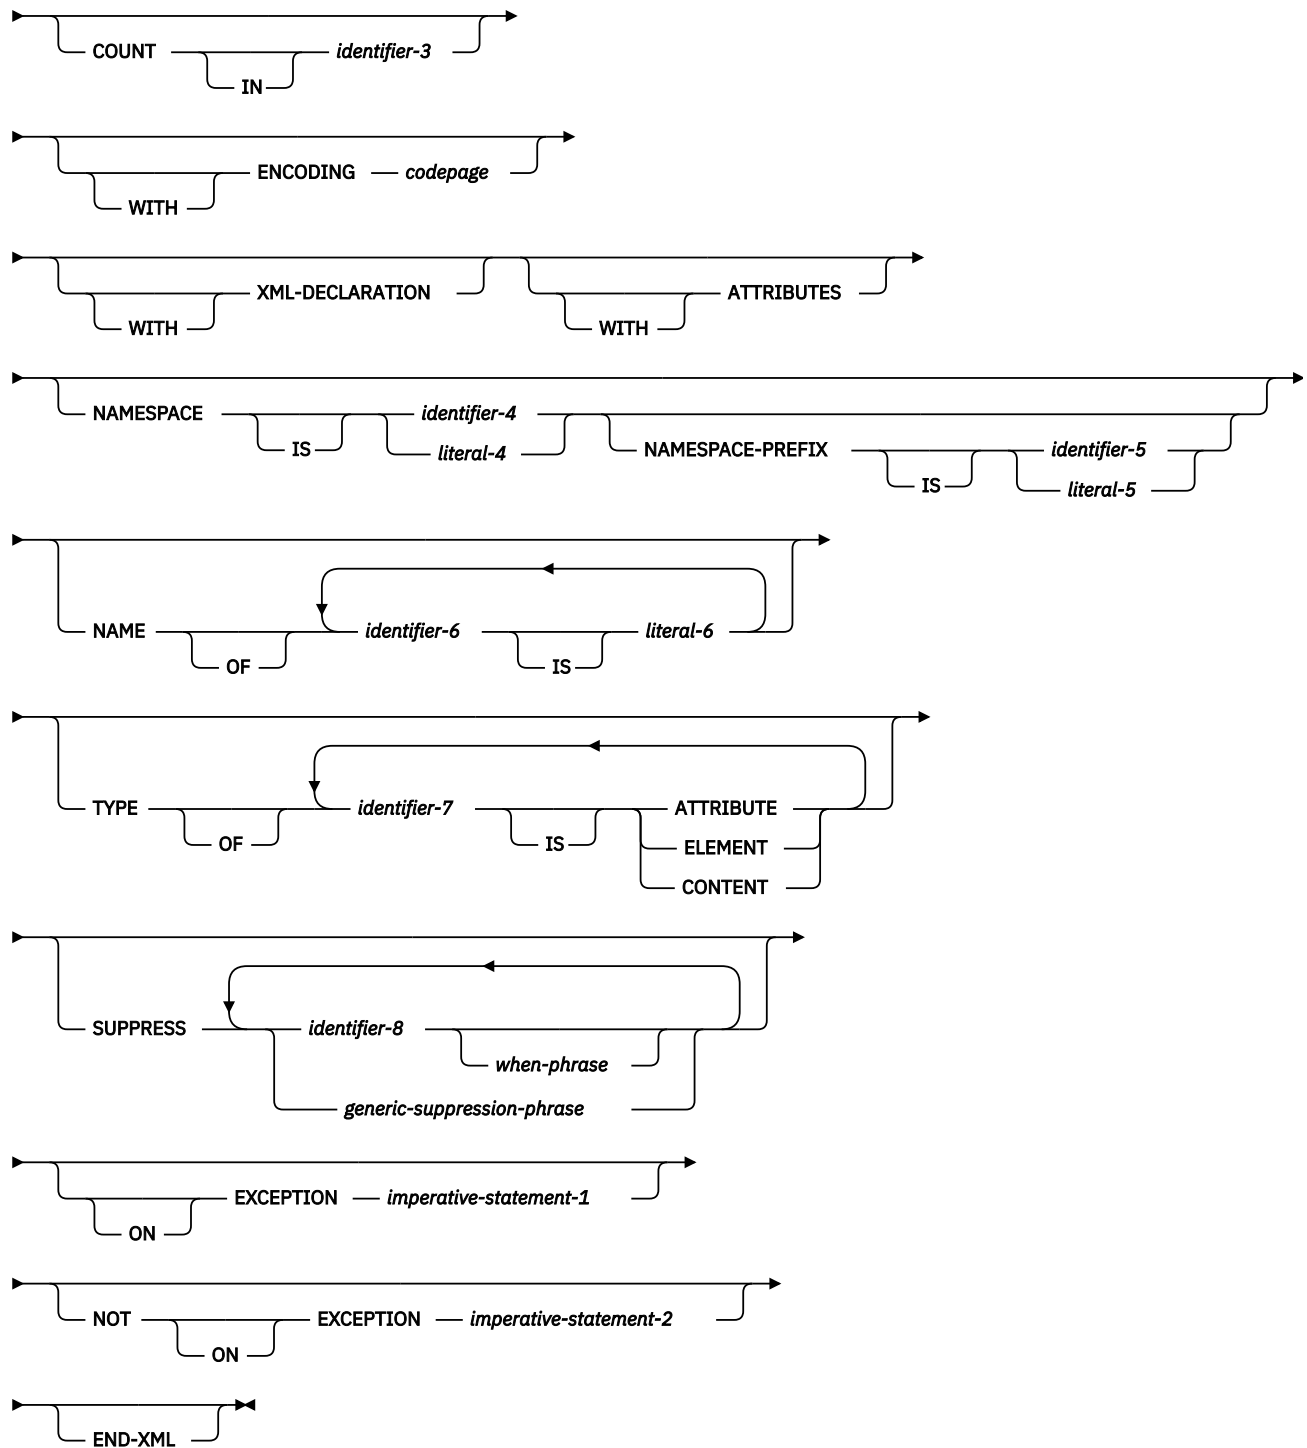 COUNT identifier-3
IN
ENCODING codepage
WITH
XML-DECLARATION ATTRIBUTES
WITH WITH
NAMESPACE identifier-4
IS literal-4 NAMESPACE-PREFIX identifier-5
IS literal-5
NAME identifier-6 literal-6
OF IS
TYPE identifier-7 ATTRIBUTE
OF IS ELEMENT
CONTENT
SUPPRESS identifier-8
when-phrase
generic-suppression-phrase
EXCEPTION imperative-statement-1
ON
NOT EXCEPTION imperative-statement-2
ON
END-XML